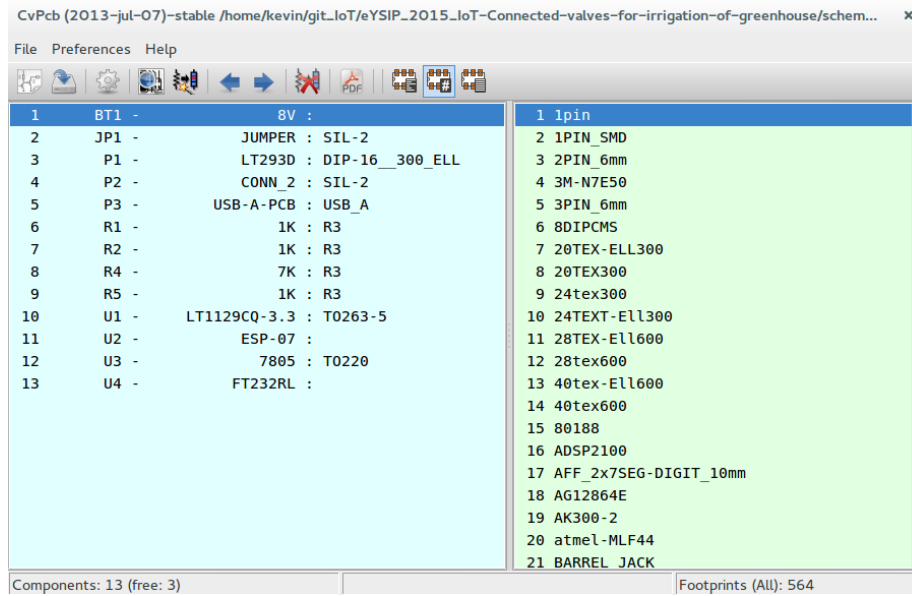 CvPcb (2013-jul-07)-stable /home/kevin/git_IoT/eYSIP_2015_IoT-Connected-valves-for-irrigation-of-greenhouse/schem...
File Preferences Help
PDF
1 BT1 - 8V :
2 JP1 - JUMPER : SIL-2
3 P1 - LT293D : DIP-16__300_ELL
4 P2 - CONN_2 : SIL-2
5 P3 - USB-A-PCB : USB_A
6 R1 - 1K : R3
7 R2 - 1K : R3
8 R4 - 7K : R3
9 R5 - 1K : R3
10 U1 - LT1129CQ-3.3 : TO263-5
11 U2 - ESP-07 :
12 U3 - 7805 : TO220
13 U4 - FT232RL :
1 1pin
2 1PIN_SMD
3 2PIN_6mm
4 3M-N7E50
5 3PIN_6mm
6 8DIPCMS
7 20TEX-ELL300
8 20TEX300
9 24tex300
10 24TEXT-Ell300
11 28TEX-Ell600
12 28tex600
13 40tex-Ell600
14 40tex600
15 80188
16 ADSP2100
17 AFF_2x7SEG-DIGIT_10mm
18 AG12864E
19 AK300-2
20 atmel-MLF44
21 BARREL_JACK
Components: 13 (free: 3)
Footprints (All): 564